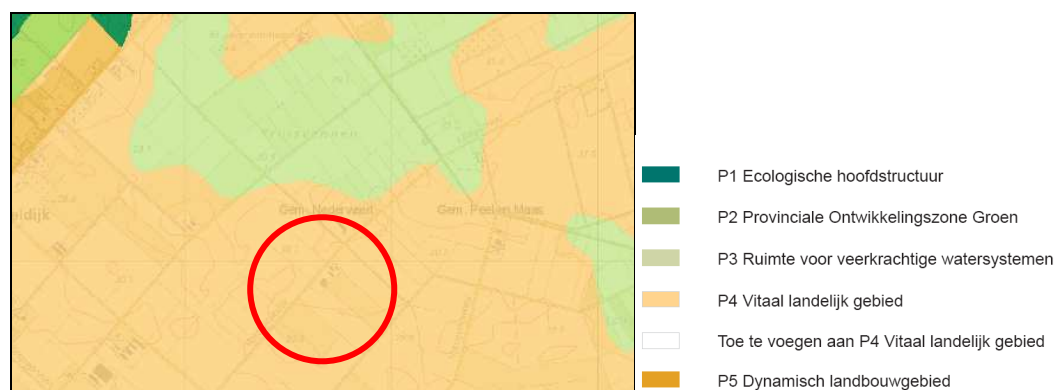 Gem. Nederweert
Gem. Peel en Maas
eldijk
P1 Ecologische hoofdstructuur
P2 Provinciale Ontwikkelingszone Groen
P3 Ruimte voor veerkrachtige watersystemen
P4 Vitaal landelijk gebied
Toe te voegen aan P4 Vitaal landelijk gebied
P5 Dynamisch landbouwgebied